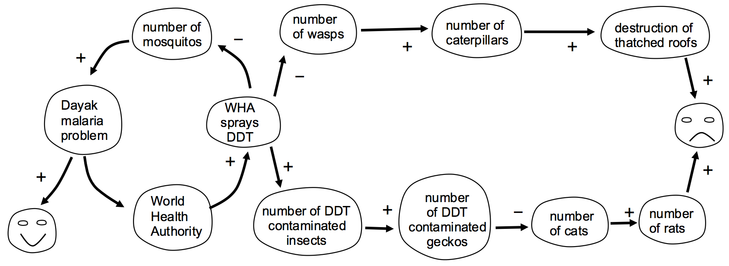 number of
mosquitos
number
of wasps
number of
caterpillars
destruction of
thatched roofs
+
−
+
+
+
−
Dayak
malaria
problem
WHA
sprays
DDT
+
+
+
+
World
Health
Authority
number of DDT
contaminated
insects
+
number
of DDT
contaminated
geckos
−
number
of cats
+
number
of rats
+